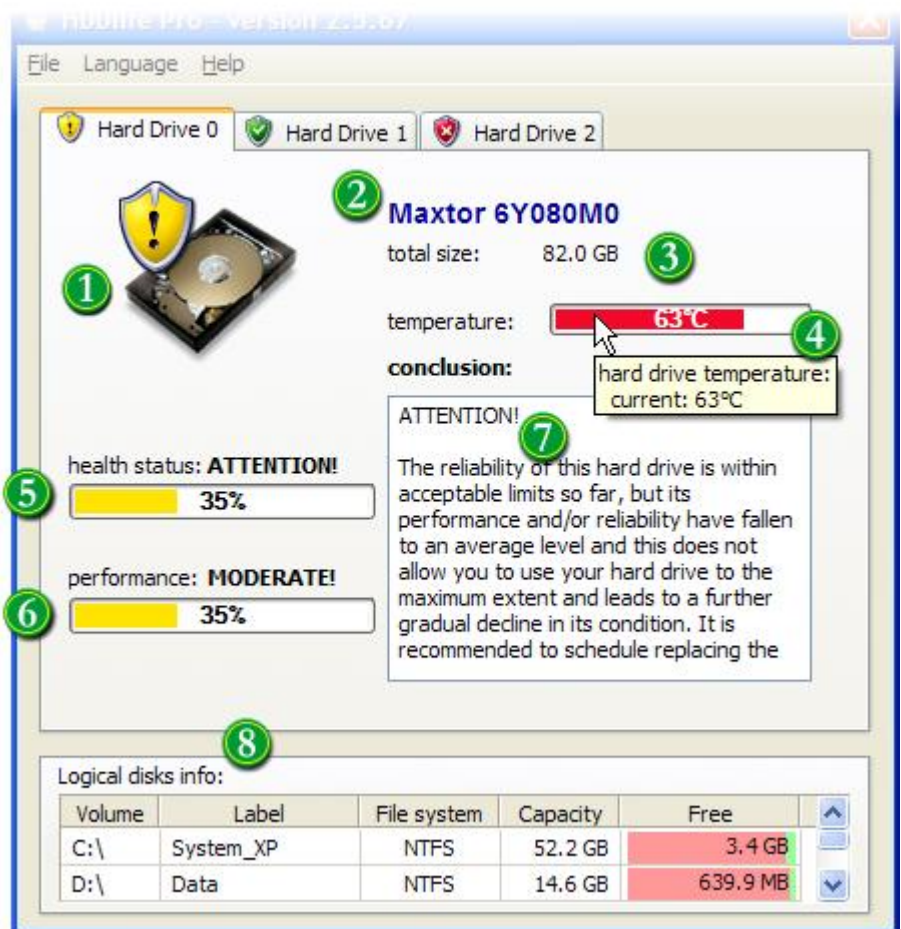 HDDlife Pro - version 2.5.67
File Language Help
Hard Drive 0 Hard Drive 1 Hard Drive 2
2
Maxtor 6Y080M0
total size: 82.0 GB 3
1
temperature: 63°C 4
hard drive temperature:
current: 63°C
conclusion:
ATTENTION!
7
The reliability of this hard drive is within
acceptable limits so far, but its
performance and/or reliability have fallen
to an average level and this does not
allow you to use your hard drive to the
maximum extent and leads to a further
gradual decline in its condition. It is
recommended to schedule replacing the
health status: ATTENTION!
5 35%
performance: MODERATE!
6 35%
8
Logical disks info:
Volume Label File system Capacity Free
C:\ System_XP NTFS 52.2 GB 3.4 GB
D:\ Data NTFS 14.6 GB 639.9 MB